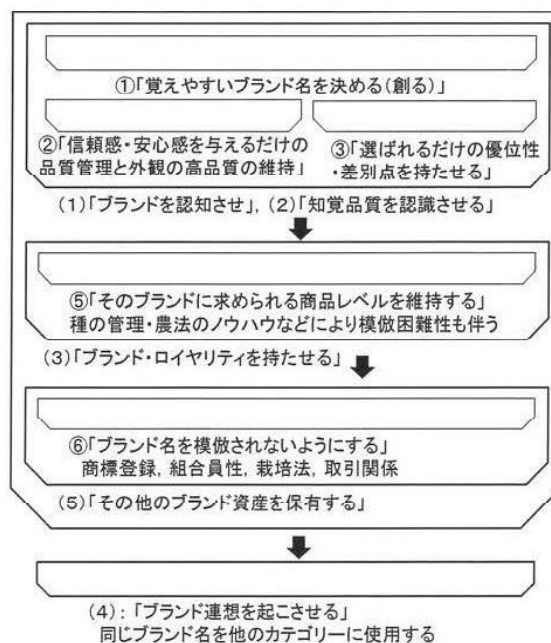 ①「覚えやすいブランド名を決める(創る)」
②「信頼感・安心感を与えるだけの
品質管理と外観の高品質の維持」
③「選ばれるだけの優位性
・差別点を持たせる」
(1)「ブランドを認知させ」, (2)「知覚品質を認識させる」
⑤「そのブランドに求められる商品レベルを維持する」
種の管理・農法のノウハウなどにより模倣困難性も伴う
(3)「ブランド・ロイヤリティを持たせる」
⑥「ブランド名を模倣されないようにする」
商標登録, 組合員性, 栽培法, 取引関係
(5)「その他のブランド資産を保有する」
(4):「ブランド連想を起こさせる」
同じブランド名を他のカテゴリーに使用する